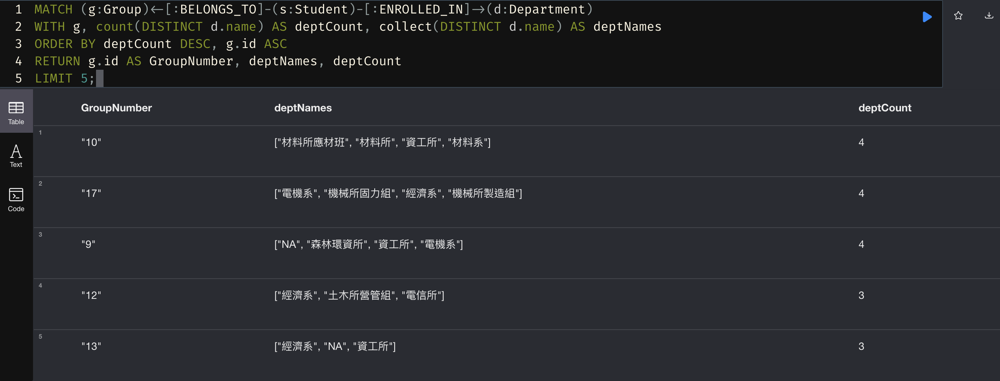 1 MATCH (g:Group)<-[:BELONGS_TO]-(s:Student)-[:ENROLLED_IN]->(d:Department)
2 WITH g, count(DISTINCT d.name) AS deptCount, collect(DISTINCT d.name) AS deptNames
3 ORDER BY deptCount DESC, g.id ASC
4 RETURN g.id AS GroupNumber, deptNames, deptCount
5 LIMIT 5;
Table
Text
Code
GroupNumber deptNames deptCount
1 "10" ["材料所應材班", "材料所", "資工所", "材料系"] 4
2 "17" ["電機系", "機械所固力組", "經濟系", "機械所製造組"] 4
3 "9" ["NA", "森林環資所", "資工所", "電機系"] 4
4 "12" ["經濟系", "土木所營管組", "電信所"] 3
5 "13" ["經濟系", "NA", "資工所"] 3